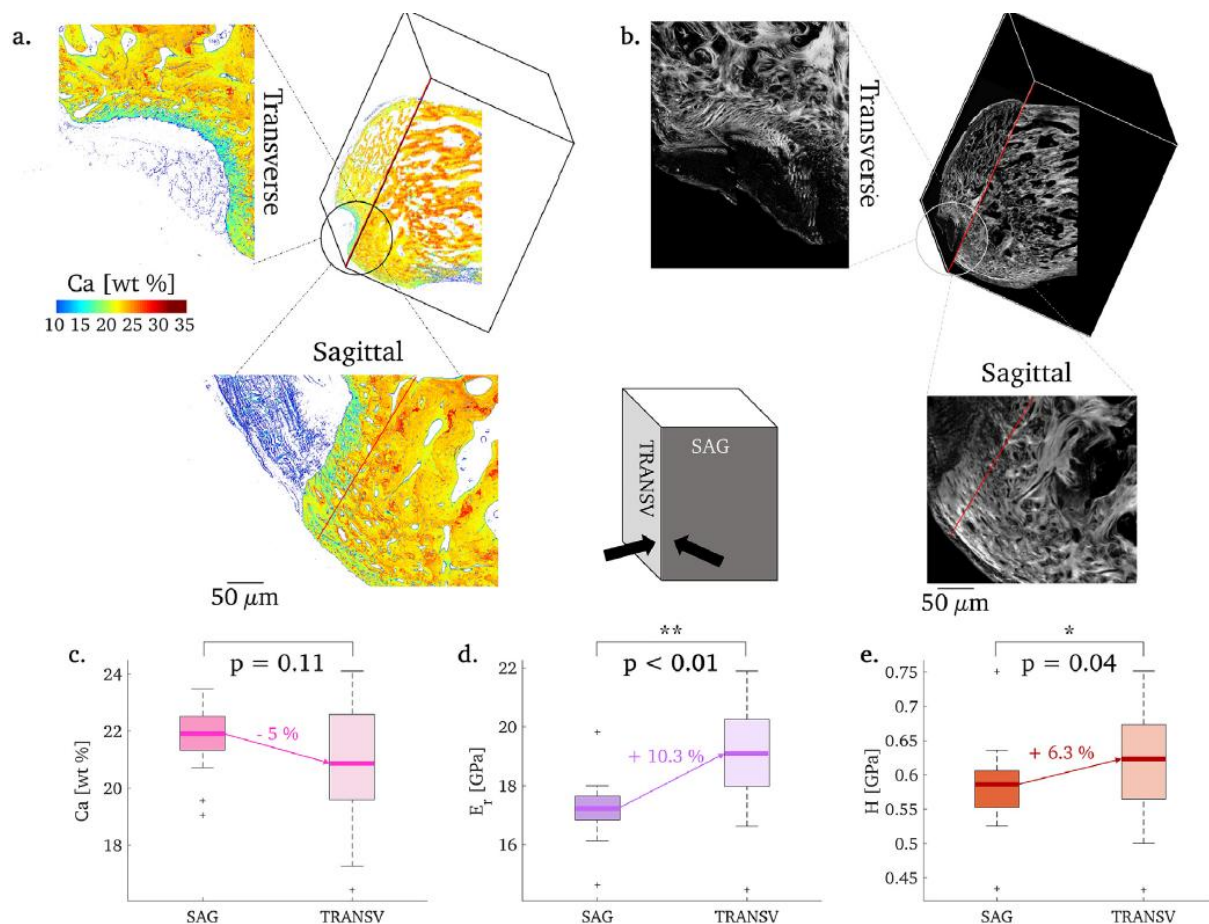 a.
Transverse
Ca [wt %]
10 15 20 25 30 35
Sagittal
50 μm
b.
Transverse
Sagittal
50 μm
TRANSV
SAG
c.
p = 0.11
24
22
20
18
Ca [wt %]
- 5 %
SAG
TRANSV
d.
**
p < 0.01
22
20
18
16
E_r [GPa]
+ 10.3 %
SAG
TRANSV
e.
*
p = 0.04
0.75
0.7
0.65
0.6
0.55
0.5
0.45
H [GPa]
+ 6.3 %
SAG
TRANSV